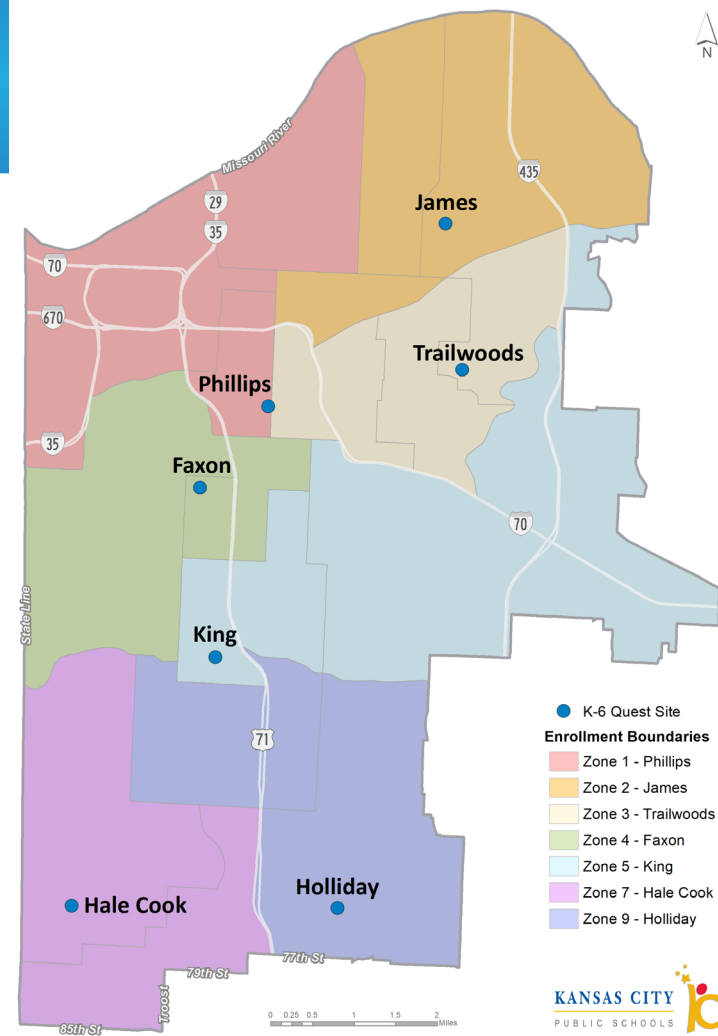 N
Missouri River
29
35
435
James
70
670
Trailwoods
Phillips
35
Faxon
70
State Line
King
71
K-6 Quest Site
Enrollment Boundaries
Zone 1 - Phillips
Zone 2 - James
Zone 3 - Trailwoods
Zone 4 - Faxon
Zone 5 - King
Zone 7 - Hale Cook
Zone 9 - Holliday
Hale Cook
Holliday
77th St
79th St
Troost
85th St
0 0.25 0.5 1 1.5 2
Miles
KANSAS CITY
PUBLIC SCHOOLS